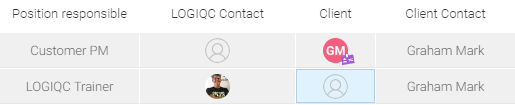 Position responsible LOGIQC Contact Client Client Contact
Customer PM GM Graham Mark
LOGIQC Trainer Graham Mark